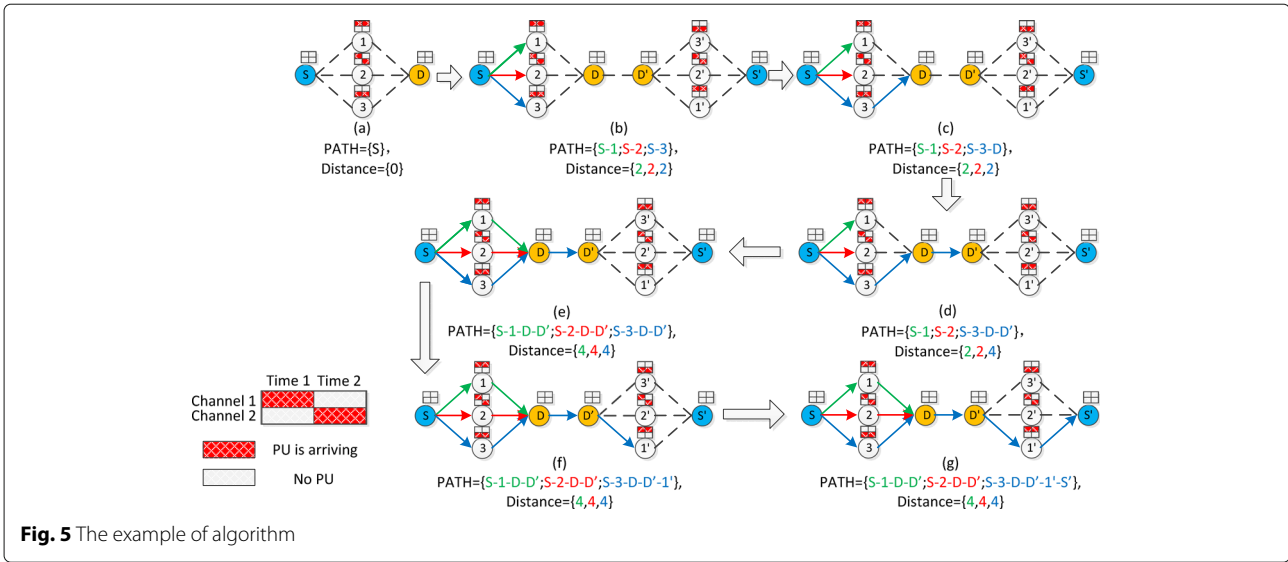 1 3'
S 2 D D' 2' S'
3 1'
(a)
PATH={S},
Distance={0}
1 3'
S 2 D D' 2' S'
3 1'
(b)
PATH={S-1;S-2;S-3},
Distance={2,2,2}
1
S 2 D
3
(c)
PATH={S-1;S-2;S-3-D},
Distance={2,2,2}
1 3'
S 2 D D' 2' S'
3 1'
(e)
PATH={S-1-D-D’;S-2-D-D’;S-3-D-D’},
Distance={4,4,4}
1 3'
S 2 D D' 2' S'
3 1'
(d)
PATH={S-1;S-2;S-3-D-D’},
Distance={2,2,4}
Time 1 Time 2
Channel 1
Channel 2
PU is arriving
No PU
1 3'
S 2 D D’ 2' S'
3 1'
(f)
PATH={S-1-D-D’;S-2-D-D’;S-3-D-D’-1'},
Distance={4,4,4}
1 3'
S 2 D D' 2' S'
3 1'
(g)
PATH={S-1-D-D’;S-2-D-D’;S-3-D-D’-1’-S’},
Distance={4,4,4}
Fig. 5 The example of algorithm